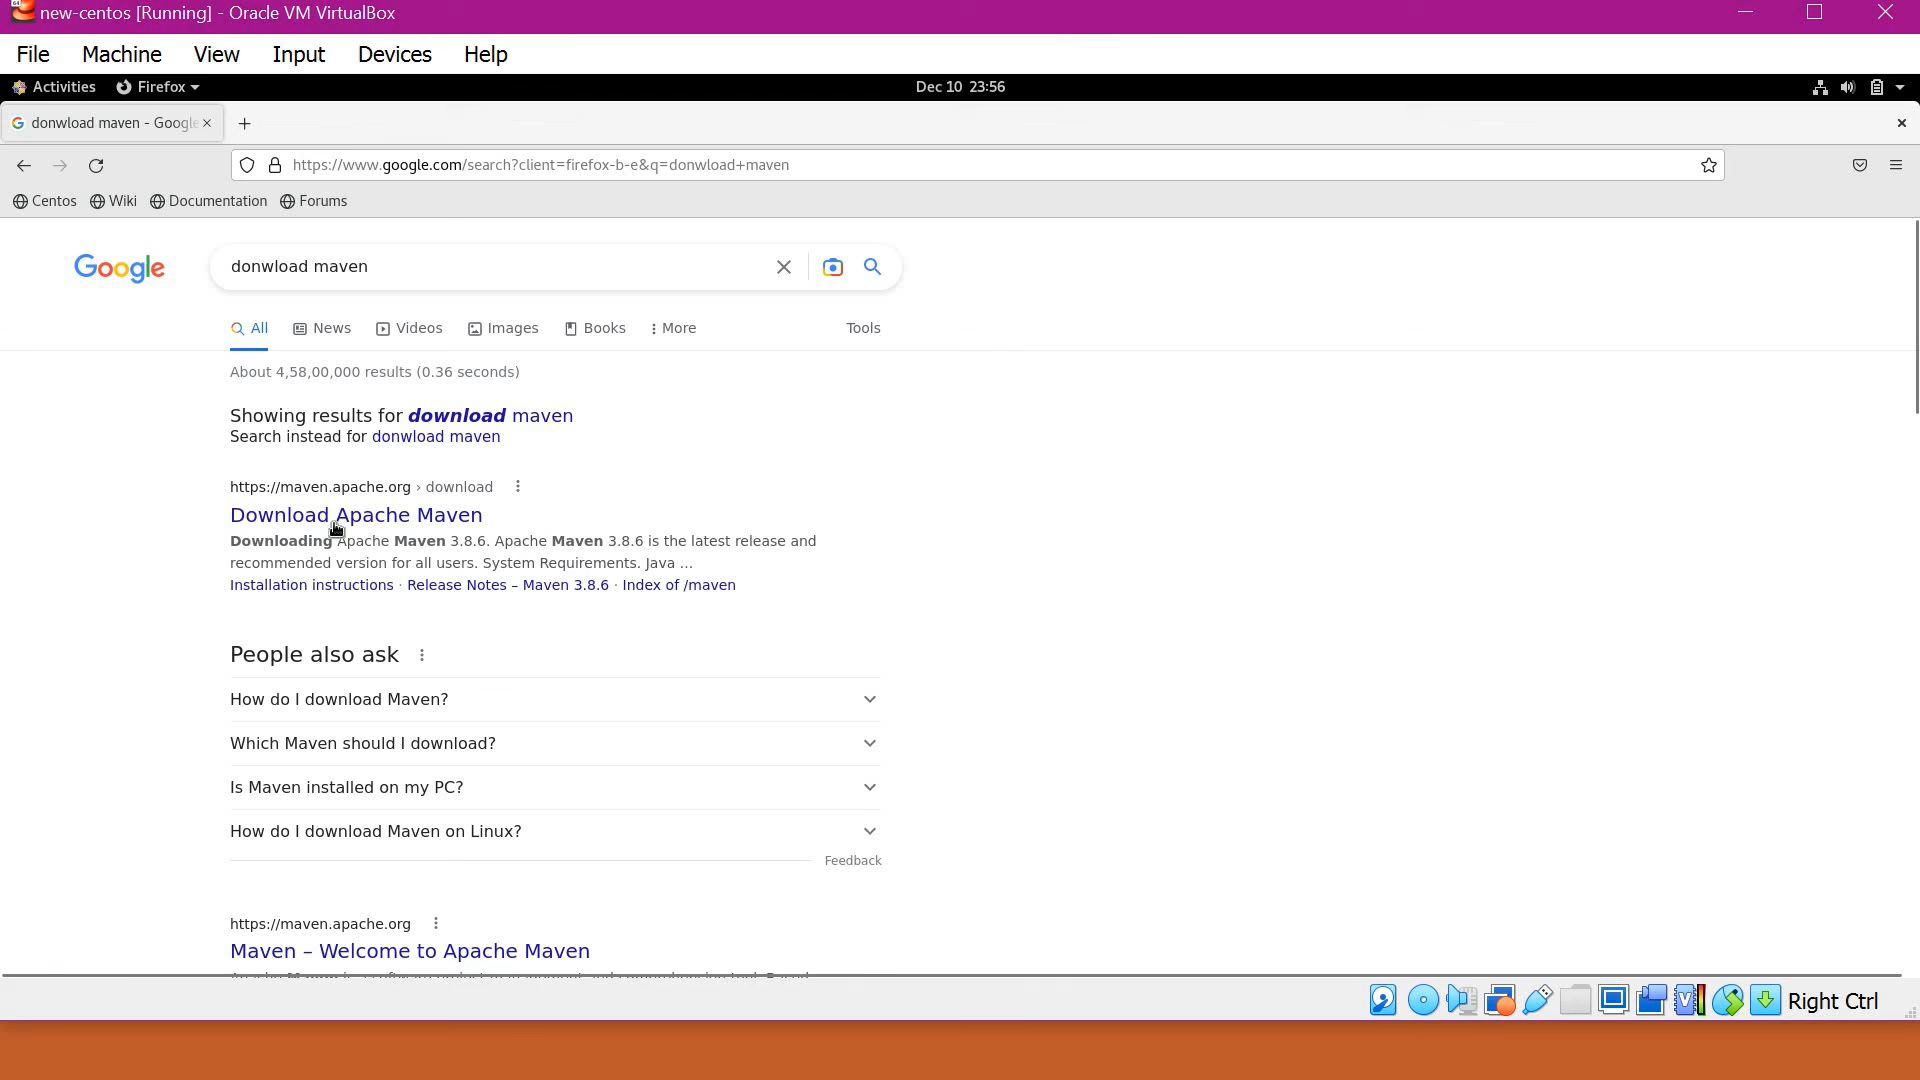 new-centos [Running] - Oracle VM VirtualBox
File Machine View Input Devices Help
Activities Firefox Dec 10 23:56
donwload maven - Google
https://www.google.com/search?client=firefox-b-e&q=donwload+maven
Centos Wiki Documentation Forums
Google donwload maven
All News Videos Images Books More Tools
About 4,58,00,000 results (0.36 seconds)
Showing results for download maven
Search instead for donwload maven
https://maven.apache.org › download
Download Apache Maven
Downloading Apache Maven 3.8.6. Apache Maven 3.8.6 is the latest release and
recommended version for all users. System Requirements. Java ...
Installation instructions · Release Notes – Maven 3.8.6 · Index of /maven
People also ask
How do I download Maven?
Which Maven should I download?
Is Maven installed on my PC?
How do I download Maven on Linux?
Feedback
https://maven.apache.org
Maven – Welcome to Apache Maven
Right Ctrl